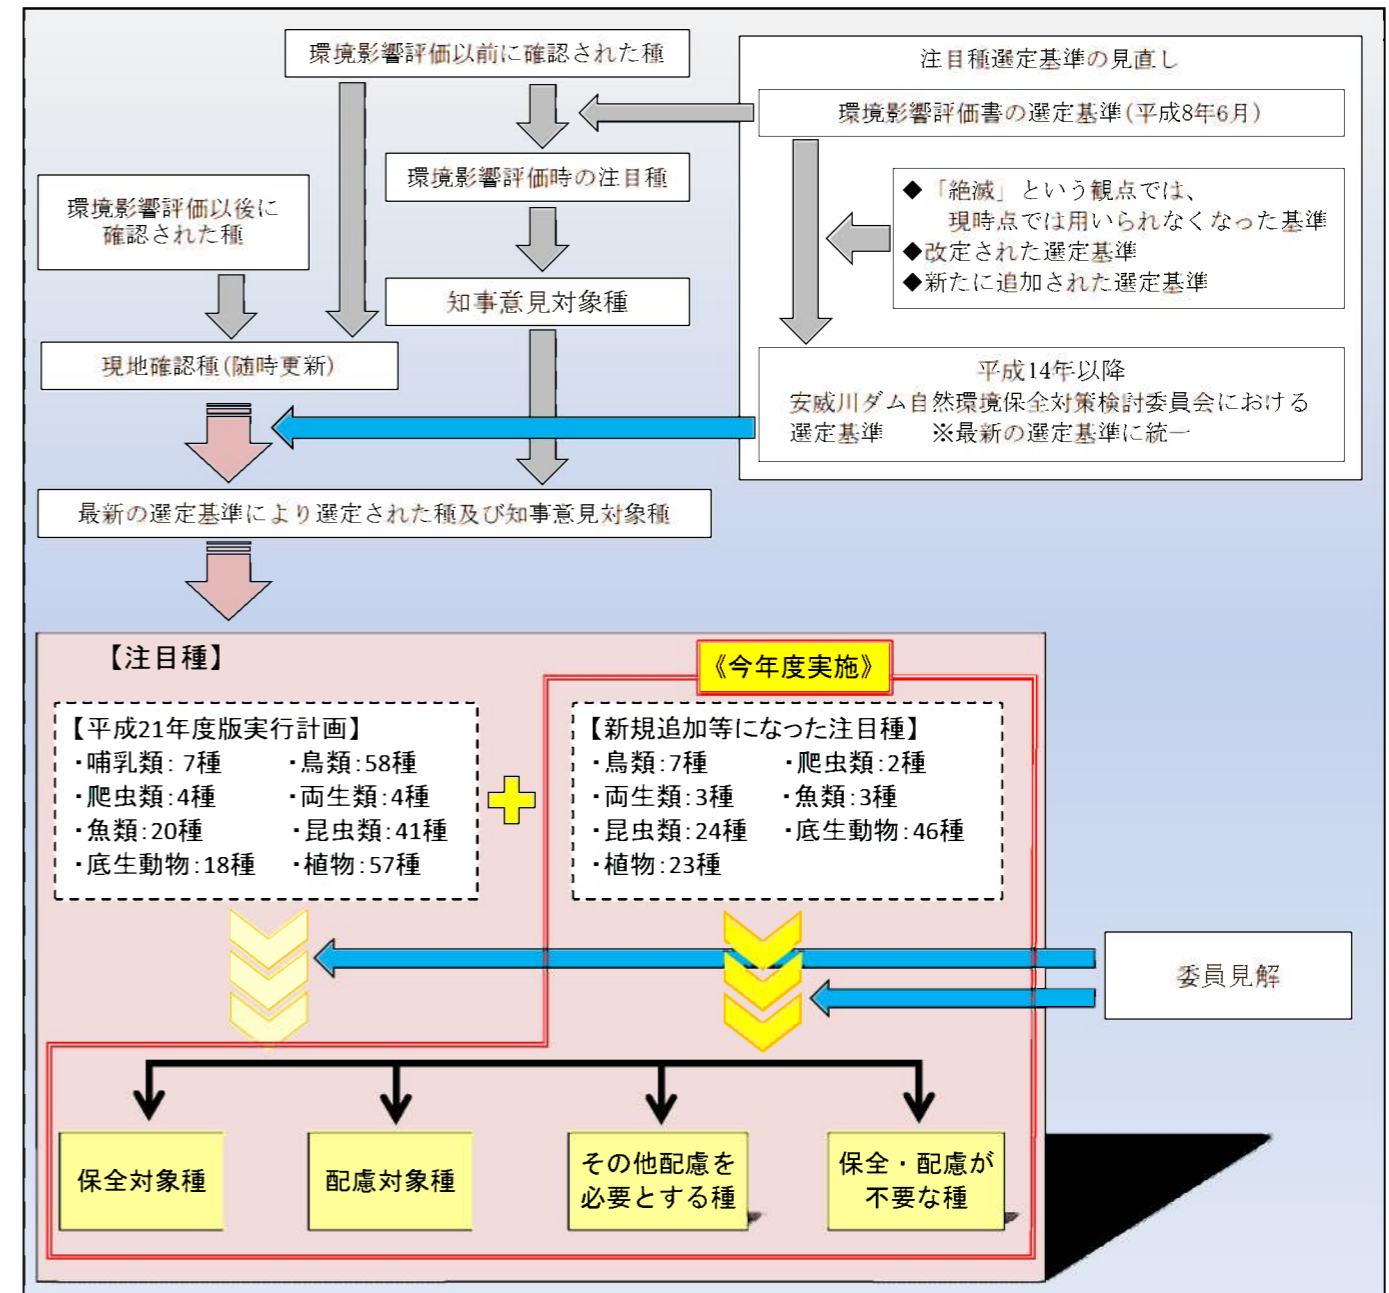 環境影響評価以前に確認された種
注目種選定基準の見直し
環境影響評価書の選定基準(平成8年6月)
環境影響評価時の注目種
環境影響評価以後に
確認された種
◆「絶滅」という観点では、
現時点では用いられなくなった基準
◆改定された選定基準
◆新たに追加された選定基準
知事意見対象種
現地確認種(随時更新)
平成14年以降
安威川ダム自然環境保全対策検討委員会における
選定基準 ※最新の選定基準に統一
最新の選定基準により選定された種及び知事意見対象種
【注目種】
《今年度実施》
【平成21年度版実行計画】
・哺乳類:7種 ・鳥類:58種
・爬虫類:4種 ・両生類:4種
・魚類:20種 ・昆虫類:41種
・底生動物:18種 ・植物:57種
【新規追加等になった注目種】
・鳥類:7種 ・爬虫類:2種
・両生類:3種 ・魚類:3種
・昆虫類:24種 ・底生動物:46種
・植物:23種
委員見解
保全対象種
配慮対象種
その他配慮を
必要とする種
保全・配慮が
不要な種